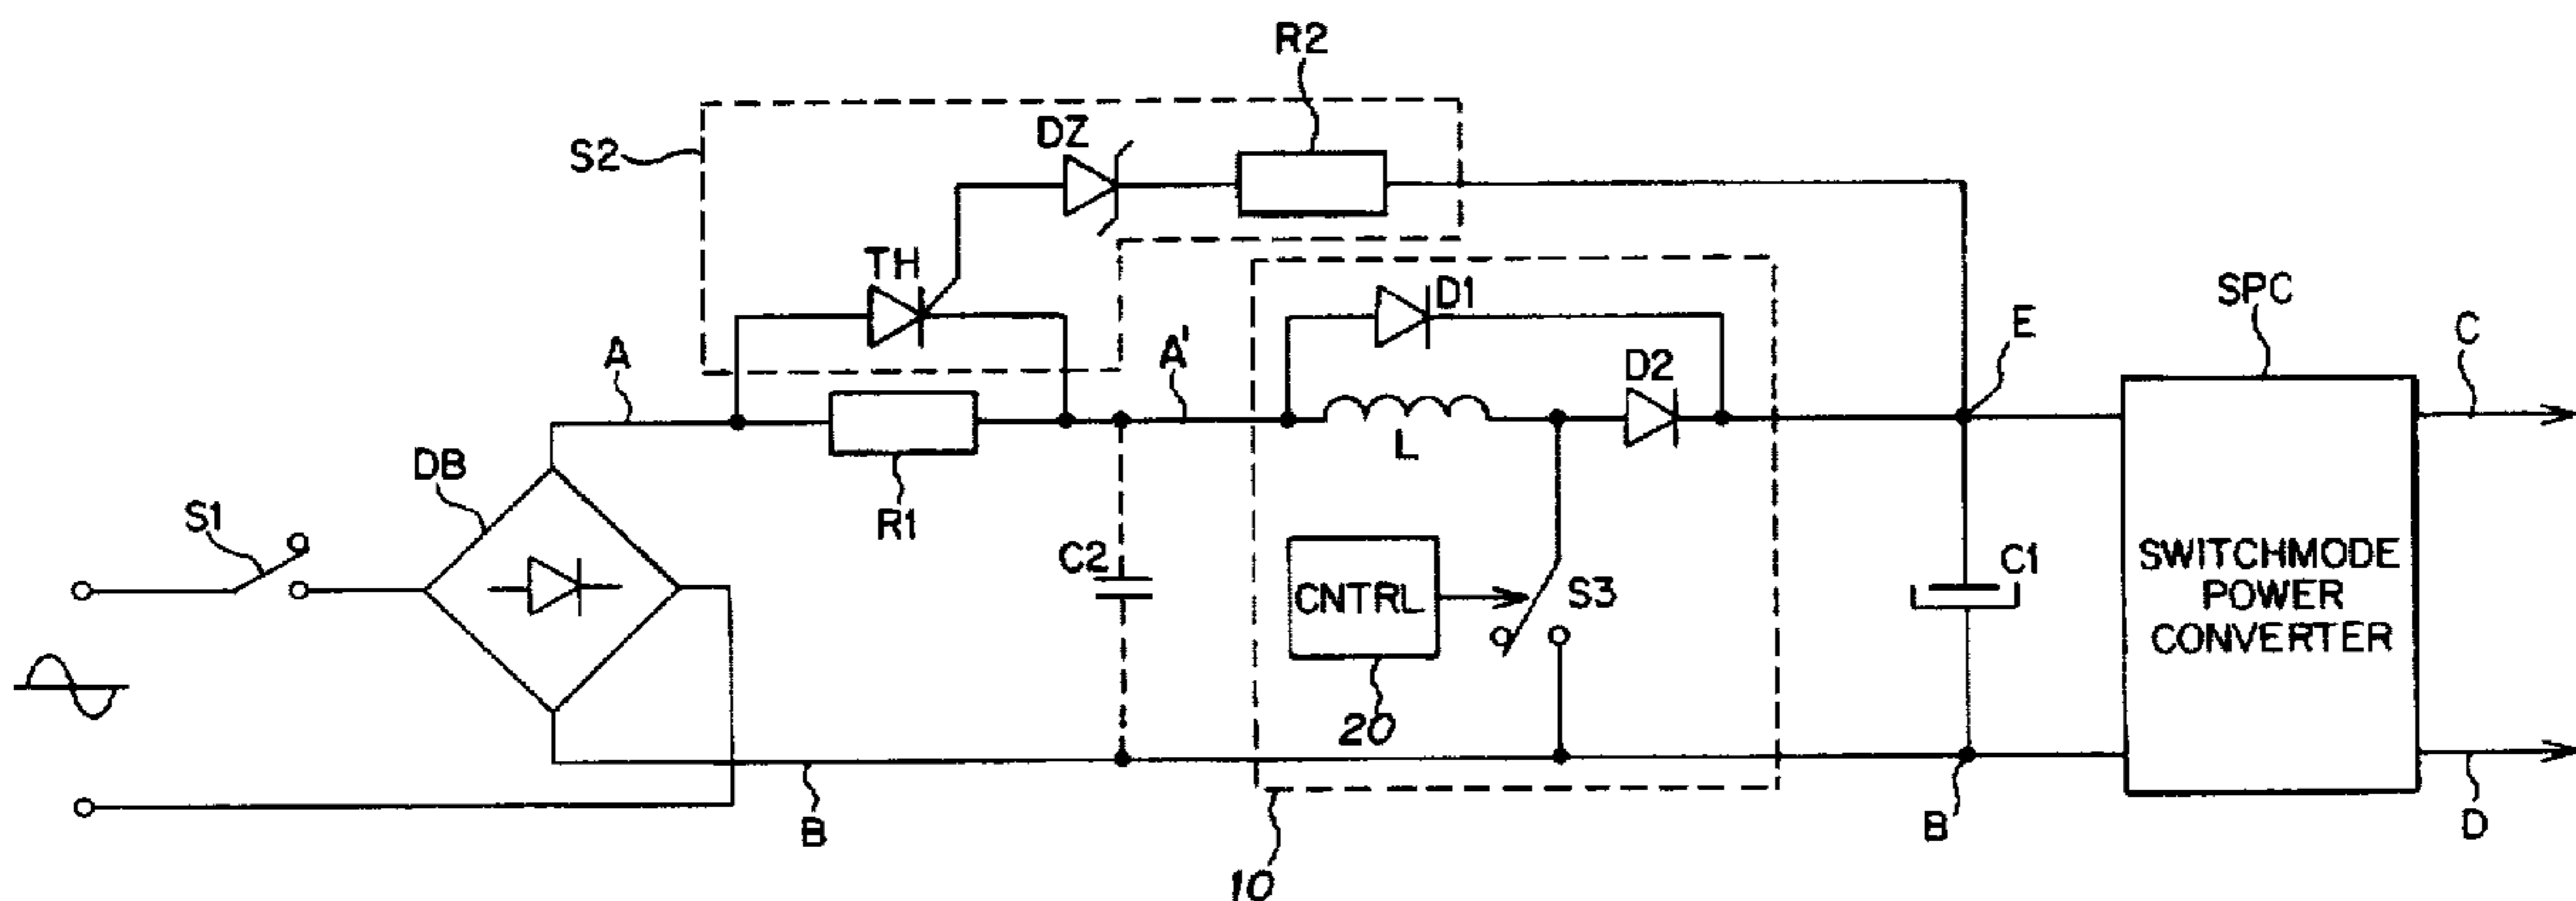 R2
DZ
S2
TH
D1
SPC
E
C
A
A'
D2
L
DB
S1
R1
C2
CNTRL
S3
C1
SWITCHMODE
POWER
CONVERTER
20
B
B
D
10